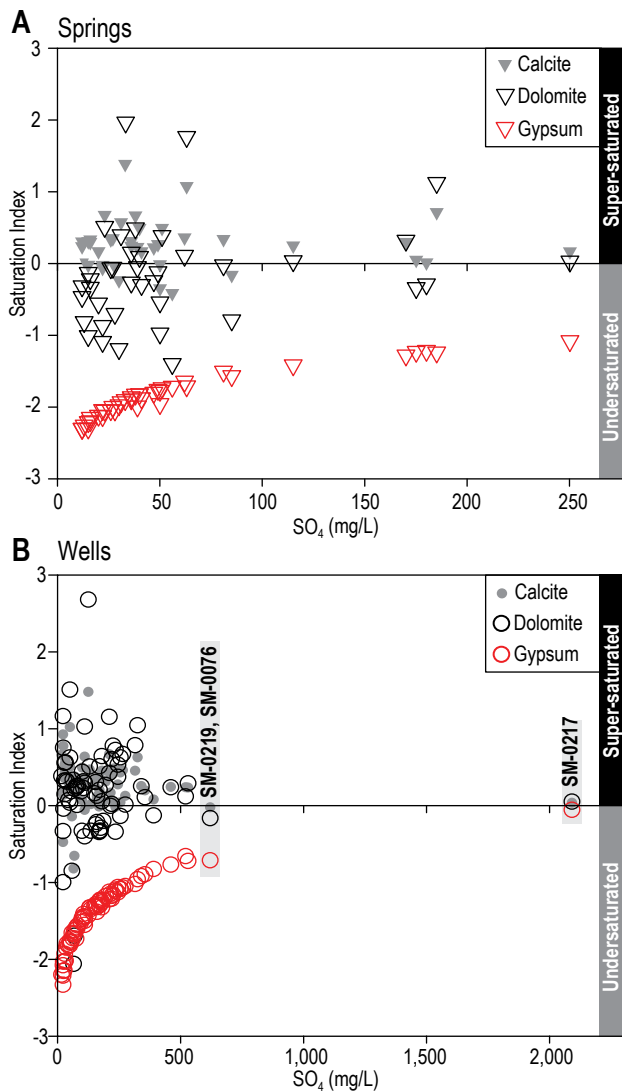 A Springs
3
2
1
0
-1
-2
-3
Saturation Index
Calcite
Dolomite
Gypsum
Super-saturated
Undersaturated
0 50 100 150 200 250
SO₄ (mg/L)
B Wells
3
2
1
0
-1
-2
-3
Saturation Index
Calcite
Dolomite
Gypsum
SM-0219, SM-0076
SM-0217
Super-saturated
Undersaturated
0 500 1,000 1,500 2,000
SO₄ (mg/L)